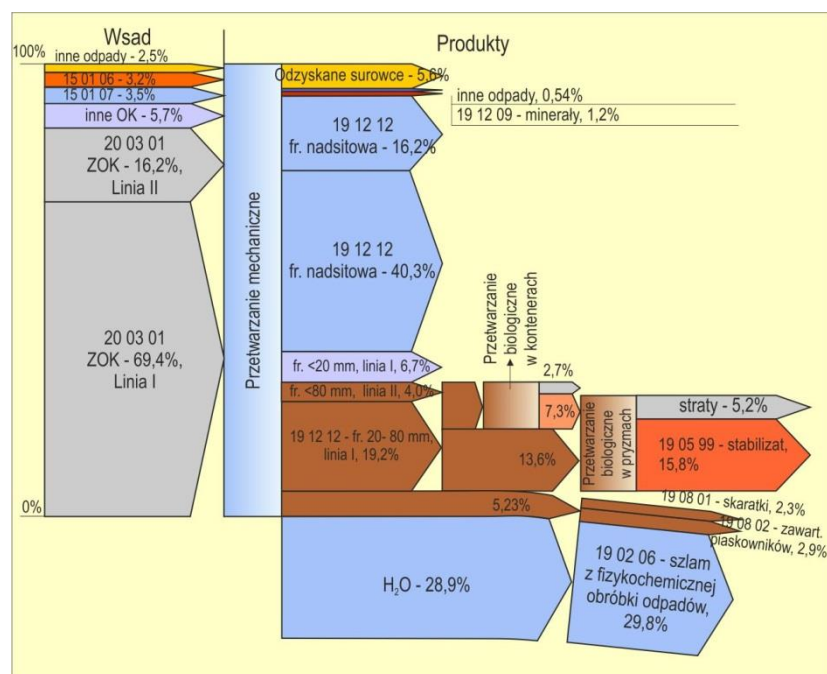 Wsad
Produkty
100%
inne odpady - 2,5%
15 01 06 - 3,2%
15 01 07 - 3,5%
inne OK - 5,7%
20 03 01
ZOK - 16,2%,
Linia II
20 03 01
ZOK - 69,4%,
Linia I
0%
Przetwarzanie mechaniczne
Odzyskane surowce - 5,6%
inne odpady, 0,54%
19 12 09 - minerały, 1,2%
19 12 12
fr. nadsitowa - 16,2%
19 12 12
fr. nadsitowa - 40,3%
fr. <20 mm, linia I, 6,7%
fr. <80 mm, linia II, 4,0%
19 12 12 - fr. 20- 80 mm,
linia I, 19,2%
Przetwarzanie
biologiczne
w kontenerach
2,7%
7,3%
13,6%
Przetwarzanie
biologiczne
w pryzmach
straty - 5,2%
19 05 99 - stabilizat,
15,8%
5,23%
19 08 01 - skaratki, 2,3%
19 08 02 - zawart.
piaskowników, 2,9%
H₂O - 28,9%
19 02 06 - szlam
z fizykochemicznej
obróbki odpadów,
29,8%